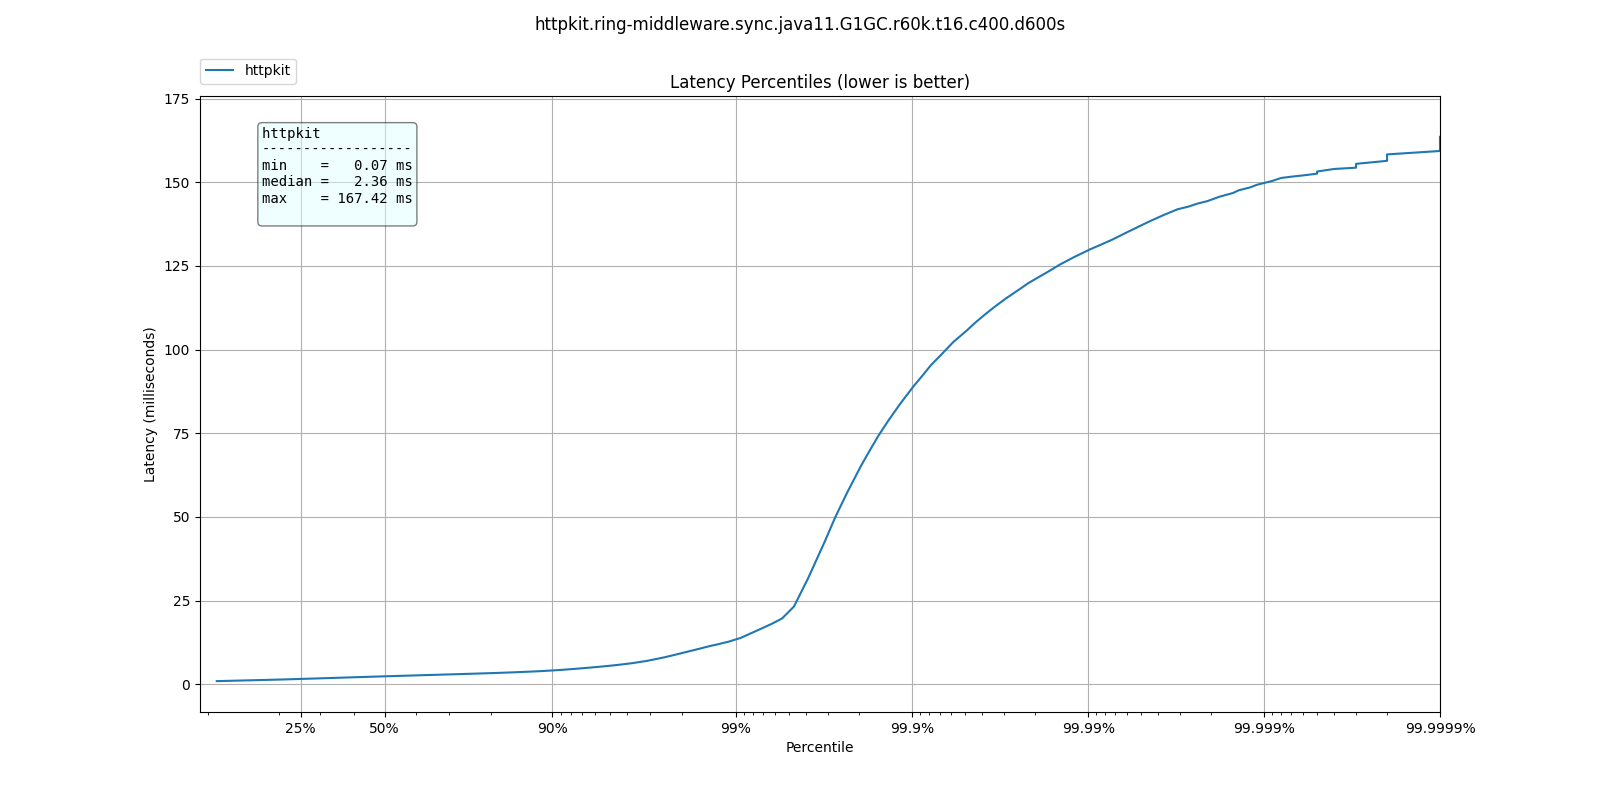 httpkit.ring-middleware.sync.java11.G1GC.r60k.t16.c400.d600s
httpkit
Latency Percentiles (lower is better)
175
150
125
100
75
50
25
0
Latency (milliseconds)
httpkit
------------------
min    =   0.07 ms
median =   2.36 ms
max    = 167.42 ms
25%
50%
90%
99%
99.9%
99.99%
99.999%
99.9999%
Percentile